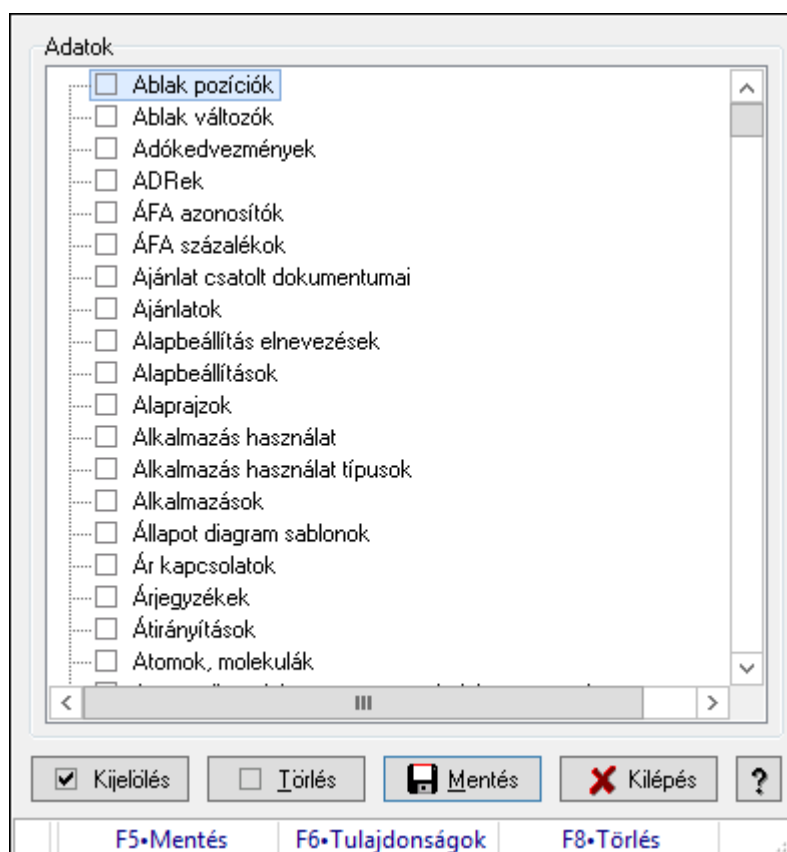 Adatok
Ablak pozíciók
Ablak változók
Adókedvezmények
ADRek
ÁFA azonosítók
ÁFA százalékok
Ajánlat csatolt dokumentumai
Ajánlatok
Alapbeállítás elnevezések
Alapbeállítások
Alaprajzok
Alkalmazás használat
Alkalmazás használat típusok
Alkalmazások
Állapot diagram sablonok
Ár kapcsolatok
Árjegyzékek
Átirányítások
Atomok, molekulák
Kijelölés Törlés Mentés Kilépés ?
F5•Mentés F6•Tulajdonságok F8•Törlés